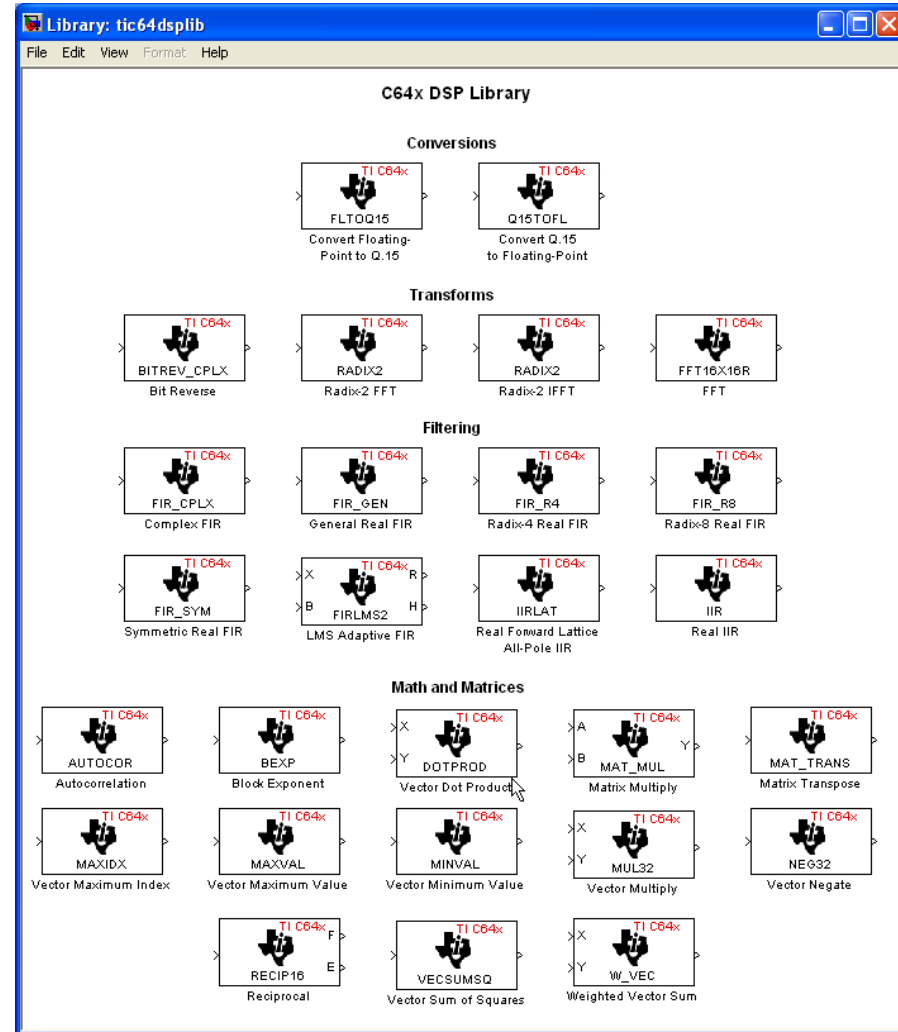 Library: tic64dsplib
File Edit View Format Help
C64x DSP Library
Conversions
TI C64x
FLTOQ15
Convert Floating-
Point to Q.15
TI C64x
Q15TOFL
Convert Q.15
to Floating-Point
Transforms
TI C64x
BITREV_CPLX
Bit Reverse
TI C64x
RADIX2
Radix-2 FFT
TI C64x
RADIX2
Radix-2 IFFT
TI C64x
FFT16X16R
FFT
Filtering
TI C64x
FIR_CPLX
Complex FIR
TI C64x
FIR_GEN
General Real FIR
TI C64x
FIR_R4
Radix-4 Real FIR
TI C64x
FIR_R8
Radix-8 Real FIR
TI C64x
FIR_SYM
Symmetric Real FIR
TI C64x
X R
B H
FIRLMS2
LMS Adaptive FIR
TI C64x
IIRLAT
Real Forward Lattice
All-Pole IIR
TI C64x
IIR
Real IIR
Math and Matrices
TI C64x
AUTOCOR
Autocorrelation
TI C64x
BEXP
Block Exponent
TI C64x
X
Y
DOTPROD
Vector Dot Product
TI C64x
A
B Y
MAT_MUL
Matrix Multiply
TI C64x
MAT_TRANS
Matrix Transpose
TI C64x
MAXIDX
Vector Maximum Index
TI C64x
MAXVAL
Vector Maximum Value
TI C64x
MINVAL
Vector Minimum Value
TI C64x
X
Y
MUL32
Vector Multiply
TI C64x
NEG32
Vector Negate
TI C64x
F
E
RECIP16
Reciprocal
TI C64x
VECSUMSQ
Vector Sum of Squares
TI C64x
X
Y
W_VEC
Weighted Vector Sum